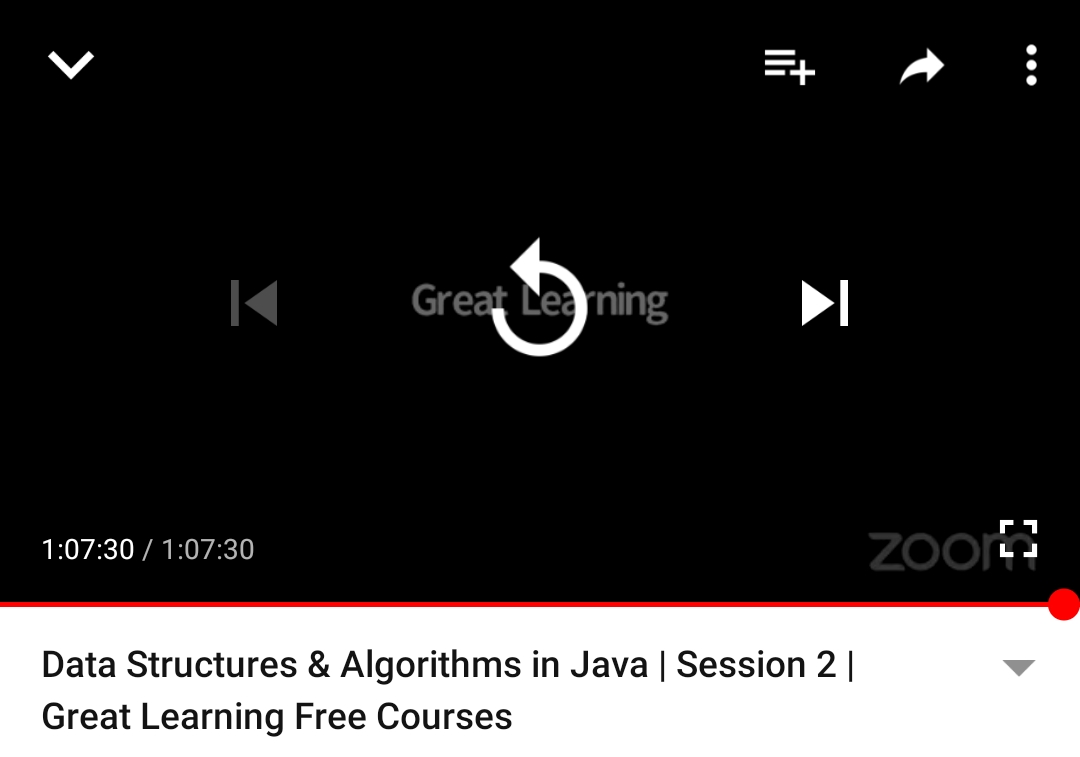 Great Learning
1:07:30 / 1:07:30
zoom
Data Structures & Algorithms in Java | Session 2 |
Great Learning Free Courses